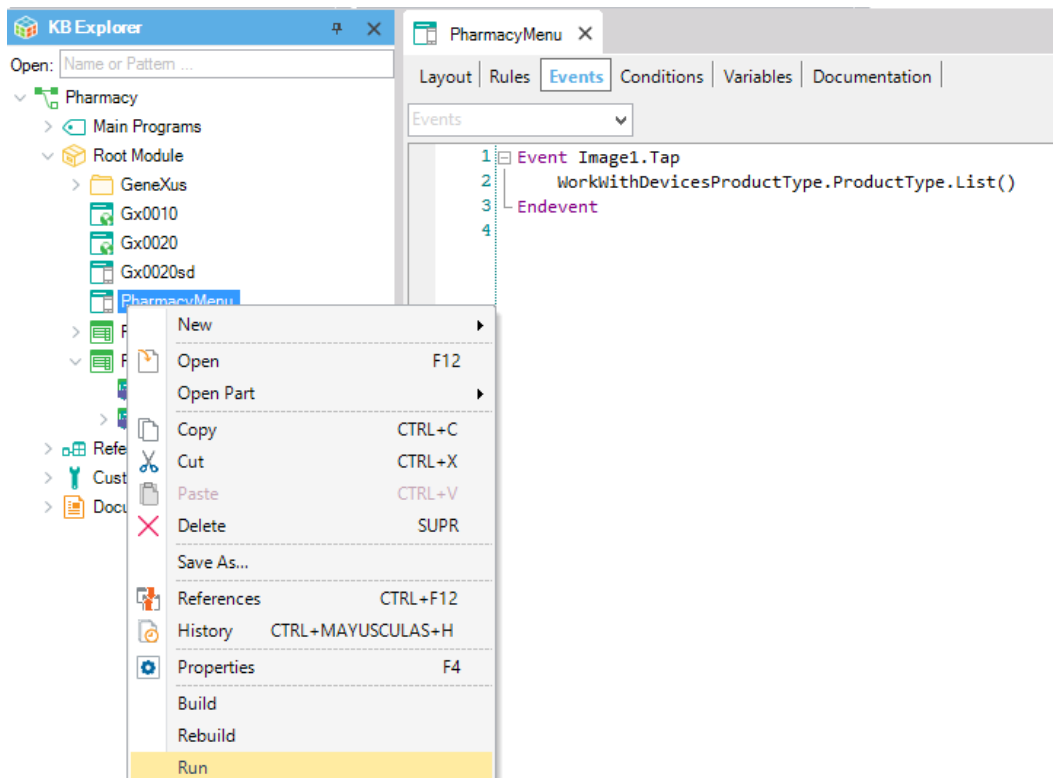 KB Explorer
Open: Name or Pattern ...
Pharmacy
Main Programs
Root Module
GeneXus
Gx0010
Gx0020
Gx0020sd
PharmacyMenu
Refe
Cust
Docu
New
Open F12
Open Part
Copy CTRL+C
Cut CTRL+X
Paste CTRL+V
Delete SUPR
Save As...
References CTRL+F12
History CTRL+MAYUSCULAS+H
Properties F4
Build
Rebuild
Run
PharmacyMenu
Layout Rules Events Conditions Variables Documentation
Events
1 Event Image1.Tap
2 WorkWithDevicesProductType.ProductType.List()
3 Endevent
4